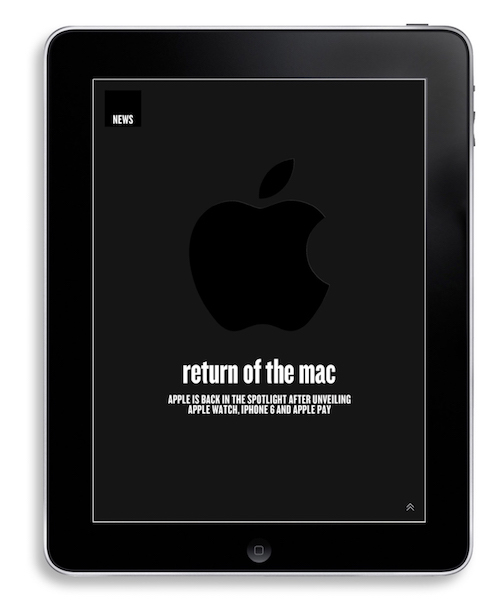 NEWS
return of the mac
APPLE IS BACK IN THE SPOTLIGHT AFTER UNVEILING
APPLE WATCH, IPHONE 6 AND APPLE PAY